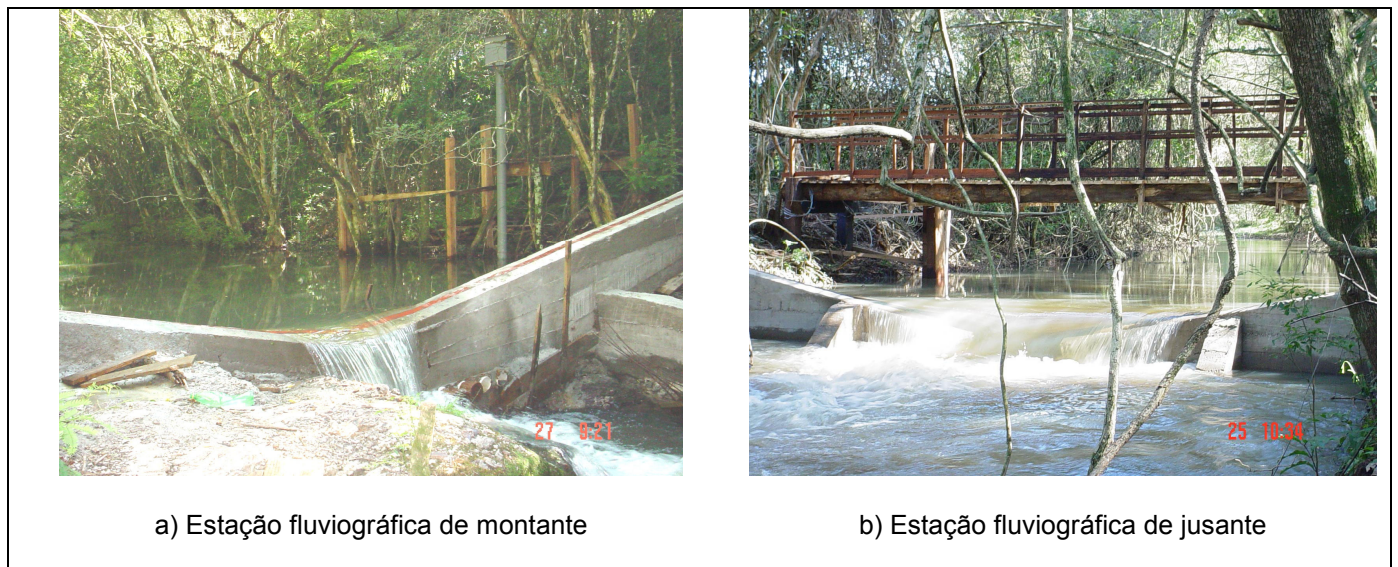 27 9:21
25 10:34
a) Estação fluviográfica de montante
b) Estação fluviográfica de jusante